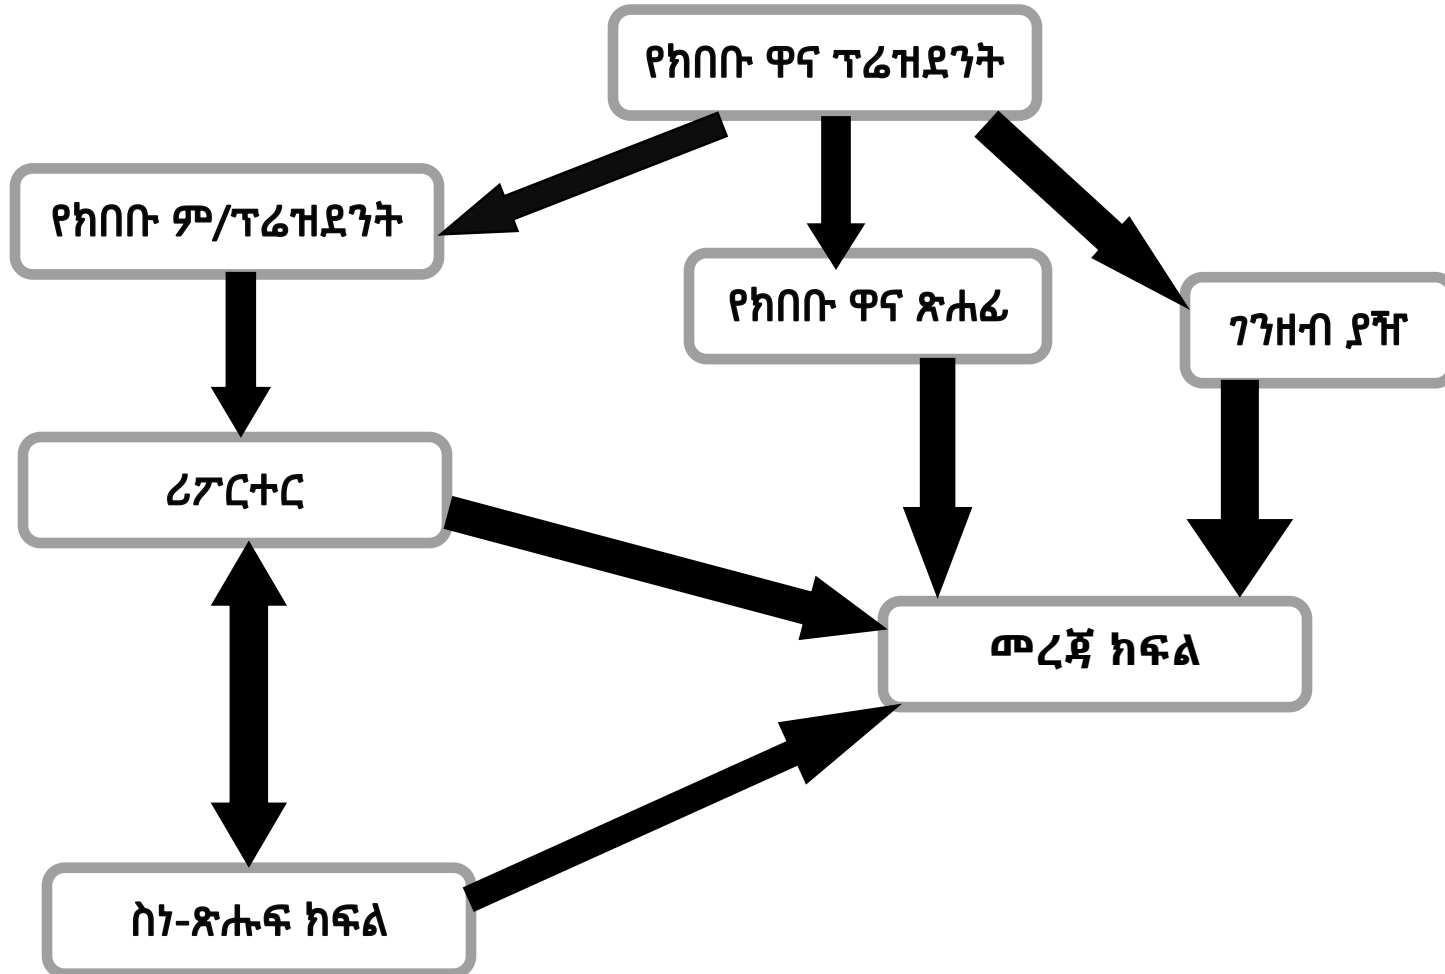 የክበቡ ዋና ፕሬዝደንት
የክበቡ ም/ፕሬዝደንት
የክበቡ ዋና ጽሐፊ
ገንዘብ ያዥ
ሪፖርተር
መረጃ ክፍል
ስነ-ጽሑፍ ክፍል